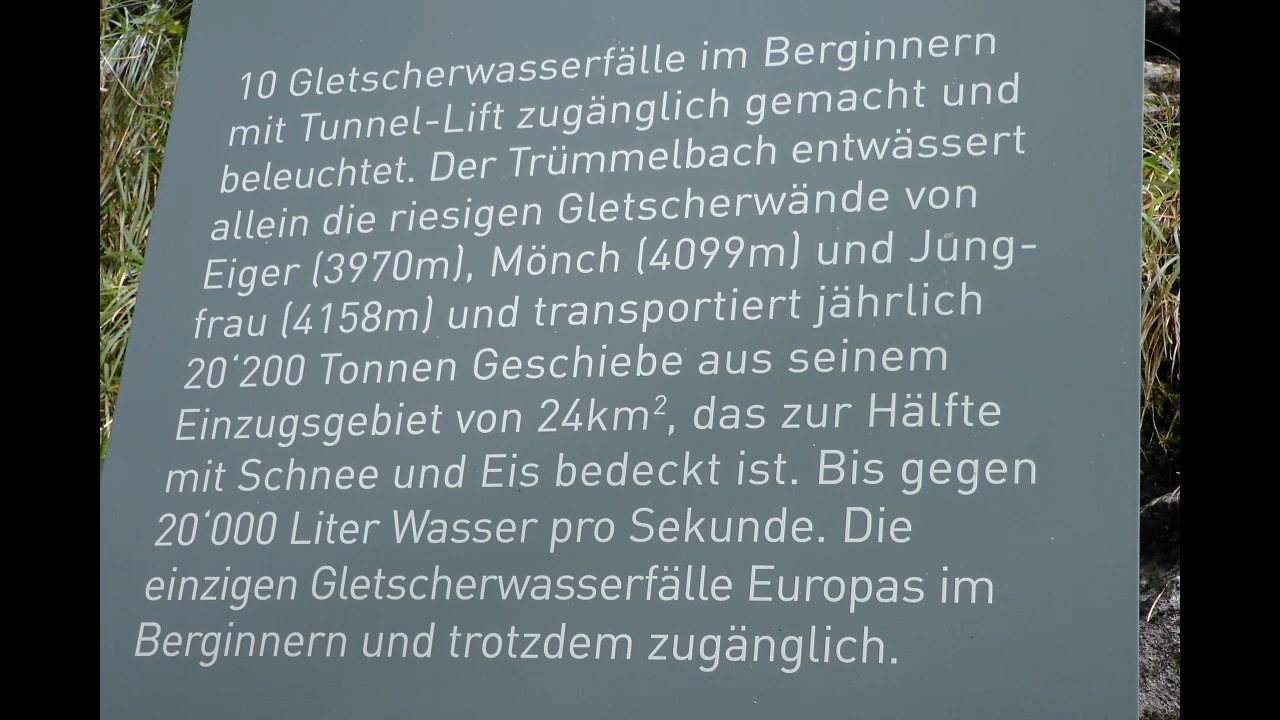 10 Gletscherwasserfälle im Berginnern
mit Tunnel-Lift zugänglich gemacht und
beleuchtet. Der Trümmelbach entwässert
allein die riesigen Gletscherwände von
Eiger (3970m), Mönch (4099m) und Jung-
frau (4158m) und transportiert jährlich
20‘200 Tonnen Geschiebe aus seinem
Einzugsgebiet von 24km², das zur Hälfte
mit Schnee und Eis bedeckt ist. Bis gegen
20‘000 Liter Wasser pro Sekunde. Die
einzigen Gletscherwasserfälle Europas im
Berginnern und trotzdem zugänglich.